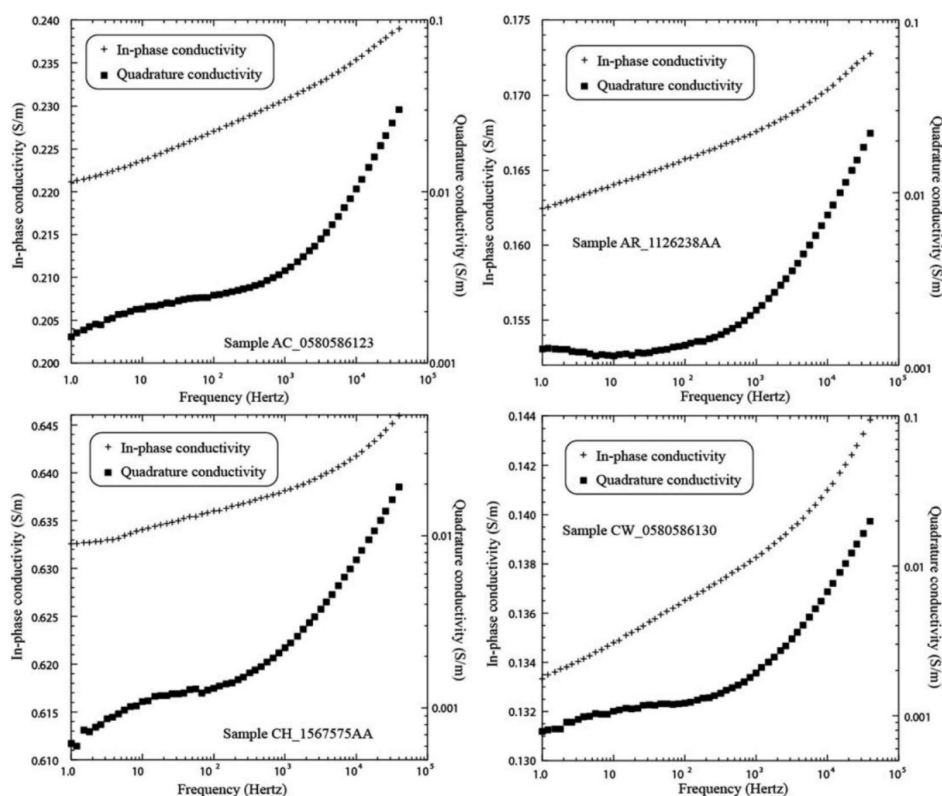 0.240
0.235
0.230
0.225
0.220
0.215
0.210
0.205
0.200
In-phase conductivity (S/m)
+ In-phase conductivity
■ Quadrature conductivity
Sample AC_0580586123
0.1
0.01
0.001
Quadrature conductivity (S/m)
1.0 10 10² 10³ 10⁴ 10⁵
Frequency (Hertz)
0.175
0.170
0.165
0.160
0.155
In-phase conductivity (S/m)
+ In-phase conductivity
■ Quadrature conductivity
Sample AR_1126238AA
0.1
0.01
0.001
Quadrature conductivity (S/m)
1.0 10 10² 10³ 10⁴ 10⁵
Frequency (Hertz)
0.645
0.640
0.635
0.630
0.625
0.620
0.615
0.610
In-phase conductivity (S/m)
+ In-phase conductivity
■ Quadrature conductivity
Sample CH_1567575AA
0.01
0.001
Quadrature conductivity (S/m)
1.0 10 10² 10³ 10⁴ 10⁵
Frequency (Hertz)
0.144
0.142
0.140
0.138
0.136
0.134
0.132
0.130
In-phase conductivity (S/m)
+ In-phase conductivity
■ Quadrature conductivity
Sample CW_0580586130
0.1
0.01
0.001
Quadrature conductivity (S/m)
1.0 10 10² 10³ 10⁴ 10⁵
Frequency (Hertz)